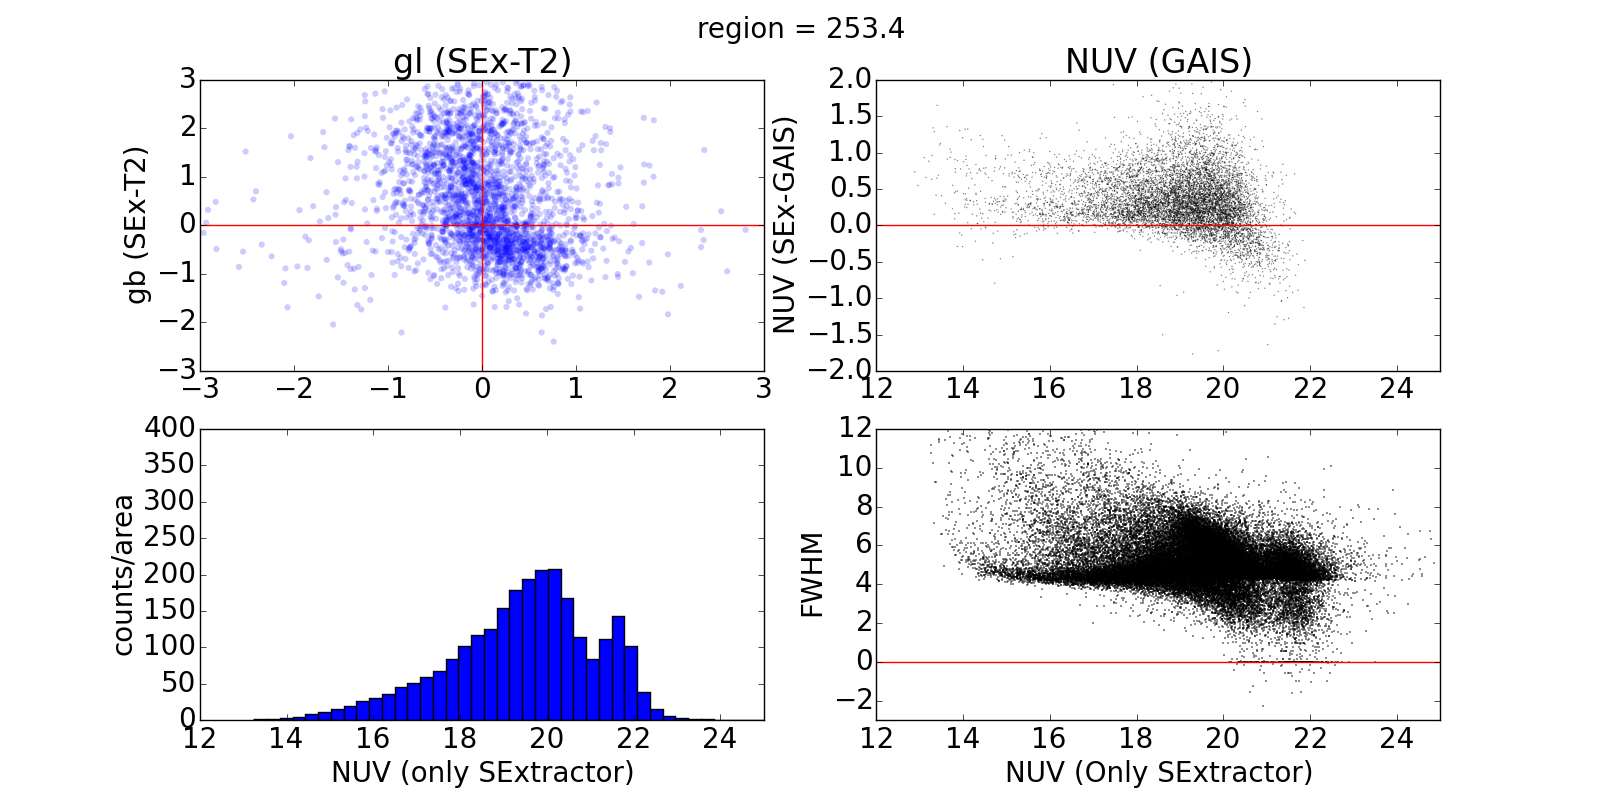 region = 253.4
gl (SEx-T2)
NUV (GAIS)
gb (SEx-T2)
3
2
1
0
−1
−2
−3
−3 −2 −1 0 1 2 3
NUV (SEx-GAIS)
2.0
1.5
1.0
0.5
0.0
−0.5
−1.0
−1.5
−2.0
12 14 16 18 20 22 24
counts/area
400
350
300
250
200
150
100
50
0
12 14 16 18 20 22 24
NUV (only SExtractor)
FWHM
12
10
8
6
4
2
0
−2
12 14 16 18 20 22 24
NUV (Only SExtractor)